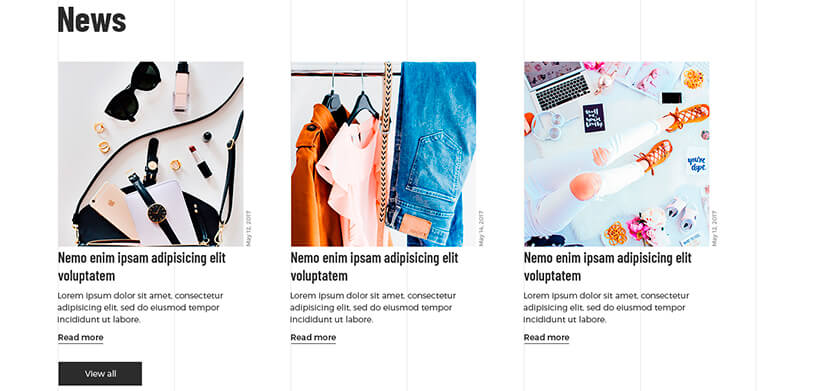 News
May 12, 2017
Nemo enim ipsam adipisicing elit
voluptatem
Lorem ipsum dolor sit amet, consectetur
adipisicing elit, sed do eiusmod tempor
incididunt ut labore.
Read more
May 14, 2017
Nemo enim ipsam adipisicing elit
voluptatem
Lorem ipsum dolor sit amet, consectetur
adipisicing elit, sed do eiusmod tempor
incididunt ut labore.
Read more
you're
dope.
May 12, 2017
Nemo enim ipsam adipisicing elit
voluptatem
Lorem ipsum dolor sit amet, consectetur
adipisicing elit, sed do eiusmod tempor
incididunt ut labore.
Read more
View all